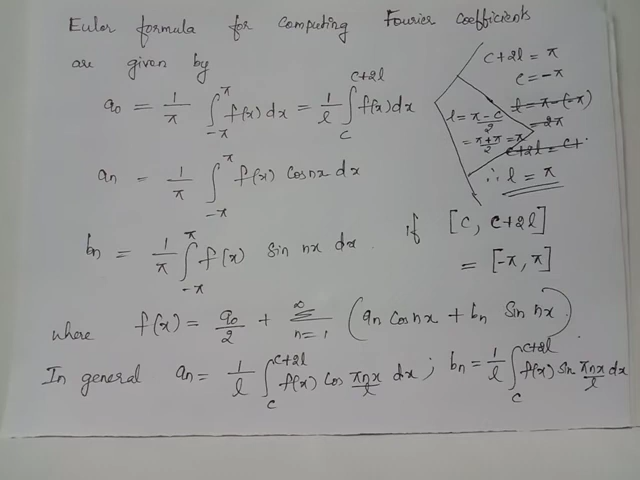 Euler formula for computing Fourier coefficients
are given by
a₀ = 1/π ∫_{-π}^{π} f(x) dx = 1/l ∫_{c}^{c+2l} f(x) dx
aₙ = 1/π ∫_{-π}^{π} f(x) cos nx dx
bₙ = 1/π ∫_{-π}^{π} f(x) sin nx dx. if [c, c+2l]
= [-π, π]
where f(x) = a₀/2 + Σ_{n=1}^{∞} (aₙ cos nx + bₙ sin nx).
In general aₙ = 1/l ∫_{c}^{c+2l} f(x) cos πnx/l dx; bₙ = 1/l ∫_{c}^{c+2l} f(x) sin πnx/l dx
c+2l = π
c = -π
l = π-(-π)
= 2π
c+2l = c+
∴ l = π
l = π-c/2
= π+π/2 = π